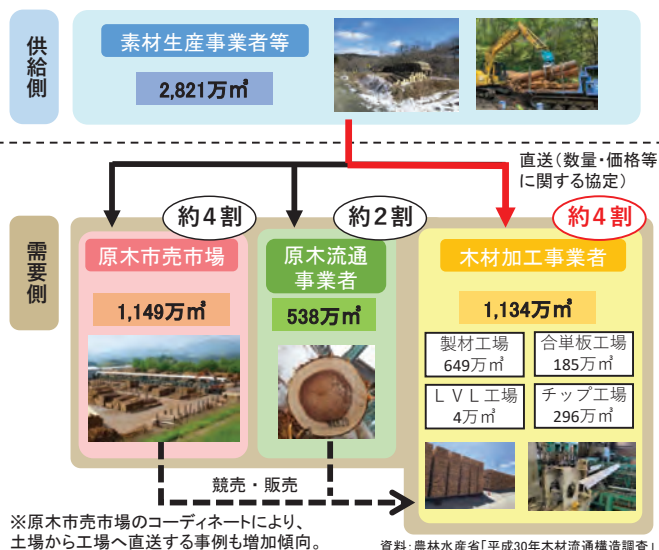 供給側
素材生産事業者等
2,821万㎥
直送(数量・価格等
に関する協定)
需要側
約4割
約2割
約4割
原木市売市場
1,149万㎥
原木流通
事業者
538万㎥
木材加工事業者
1,134万㎥
製材工場
649万㎥
合単板工場
185万㎥
LVL工場
4万㎥
チップ工場
296万㎥
競売・販売
※原木市売市場のコーディネートにより、
土場から工場へ直送する事例も増加傾向。
資料:農林水産省「平成30年木材流通構造調査」